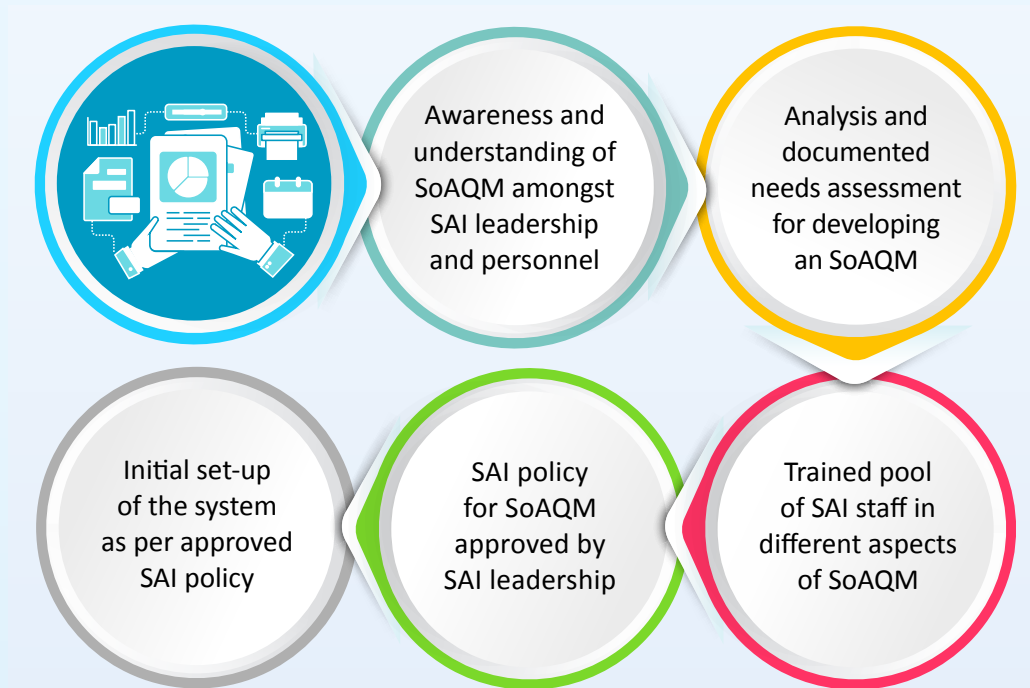 Awareness and
understanding of
SoAQM amongst
SAI leadership
and personnel
Analysis and
documented
needs assessment
for developing
an SoAQM
Trained pool
of SAI staff in
different aspects
of SoAQM
SAI policy
for SoAQM
approved by
SAI leadership
Initial set-up
of the system
as per approved
SAI policy